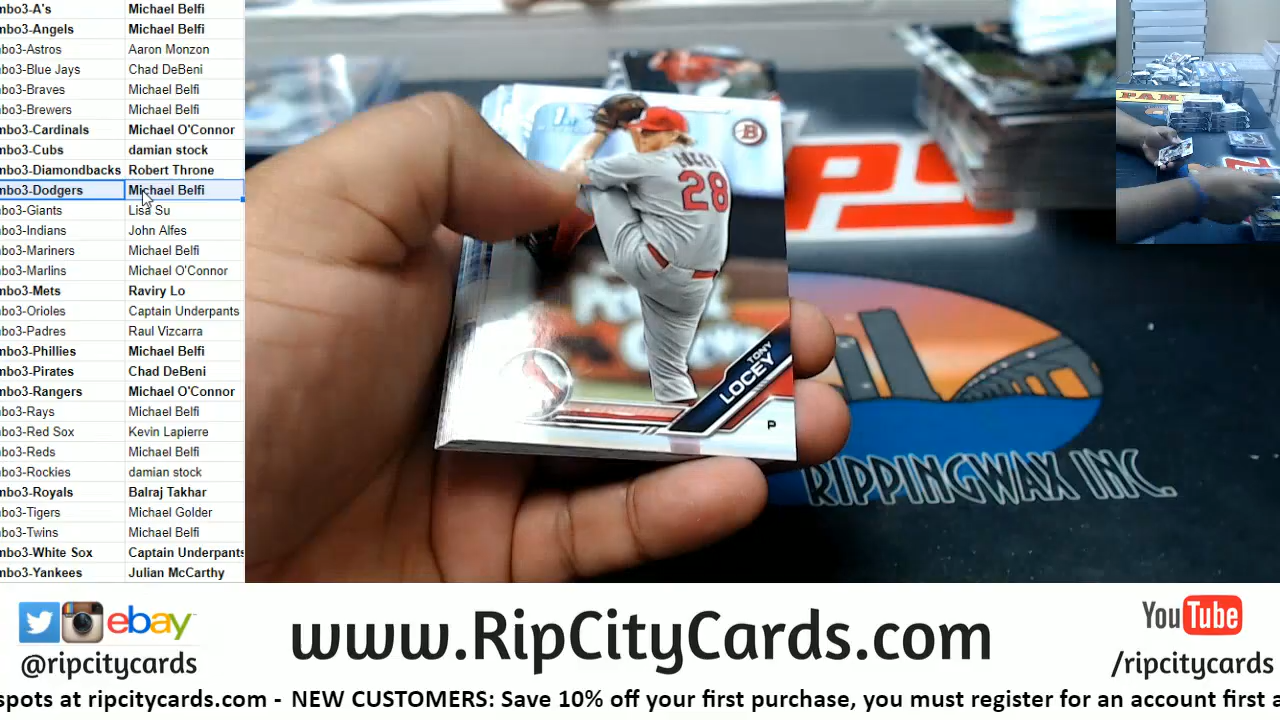 mbo3-A's Michael Belfi
mbo3-Angels Michael Belfi
mbo3-Astros Aaron Monzon
mbo3-Blue Jays Chad DeBeni
mbo3-Braves Michael Belfi
mbo3-Brewers Michael Belfi
mbo3-Cardinals Michael O'Connor
mbo3-Cubs damian stock
mbo3-Diamondbacks Robert Throne
mbo3-Dodgers Michael Belfi
mbo3-Giants Lisa Su
mbo3-Indians John Alfes
mbo3-Mariners Michael Belfi
mbo3-Marlins Michael O'Connor
mbo3-Mets Raviry Lo
mbo3-Orioles Captain Underpants
mbo3-Padres Raul Vizcarra
mbo3-Phillies Michael Belfi
mbo3-Pirates Chad DeBeni
mbo3-Rangers Michael O'Connor
mbo3-Rays Michael Belfi
mbo3-Red Sox Kevin Lapierre
mbo3-Reds Michael Belfi
mbo3-Rockies damian stock
mbo3-Royals Balraj Takhar
mbo3-Tigers Michael Golder
mbo3-Twins Michael Belfi
mbo3-White Sox Captain Underpants
mbo3-Yankees Julian McCarthy
1st
B
LOCEY
28
TONY
LOCEY
P
PS
RIPPINGWAX INC.
ebay
@ripcitycards
www.RipCityCards.com
YouTube
/ripcitycards
spots at ripcitycards.com - NEW CUSTOMERS: Save 10% off your first purchase, you must register for an account first a